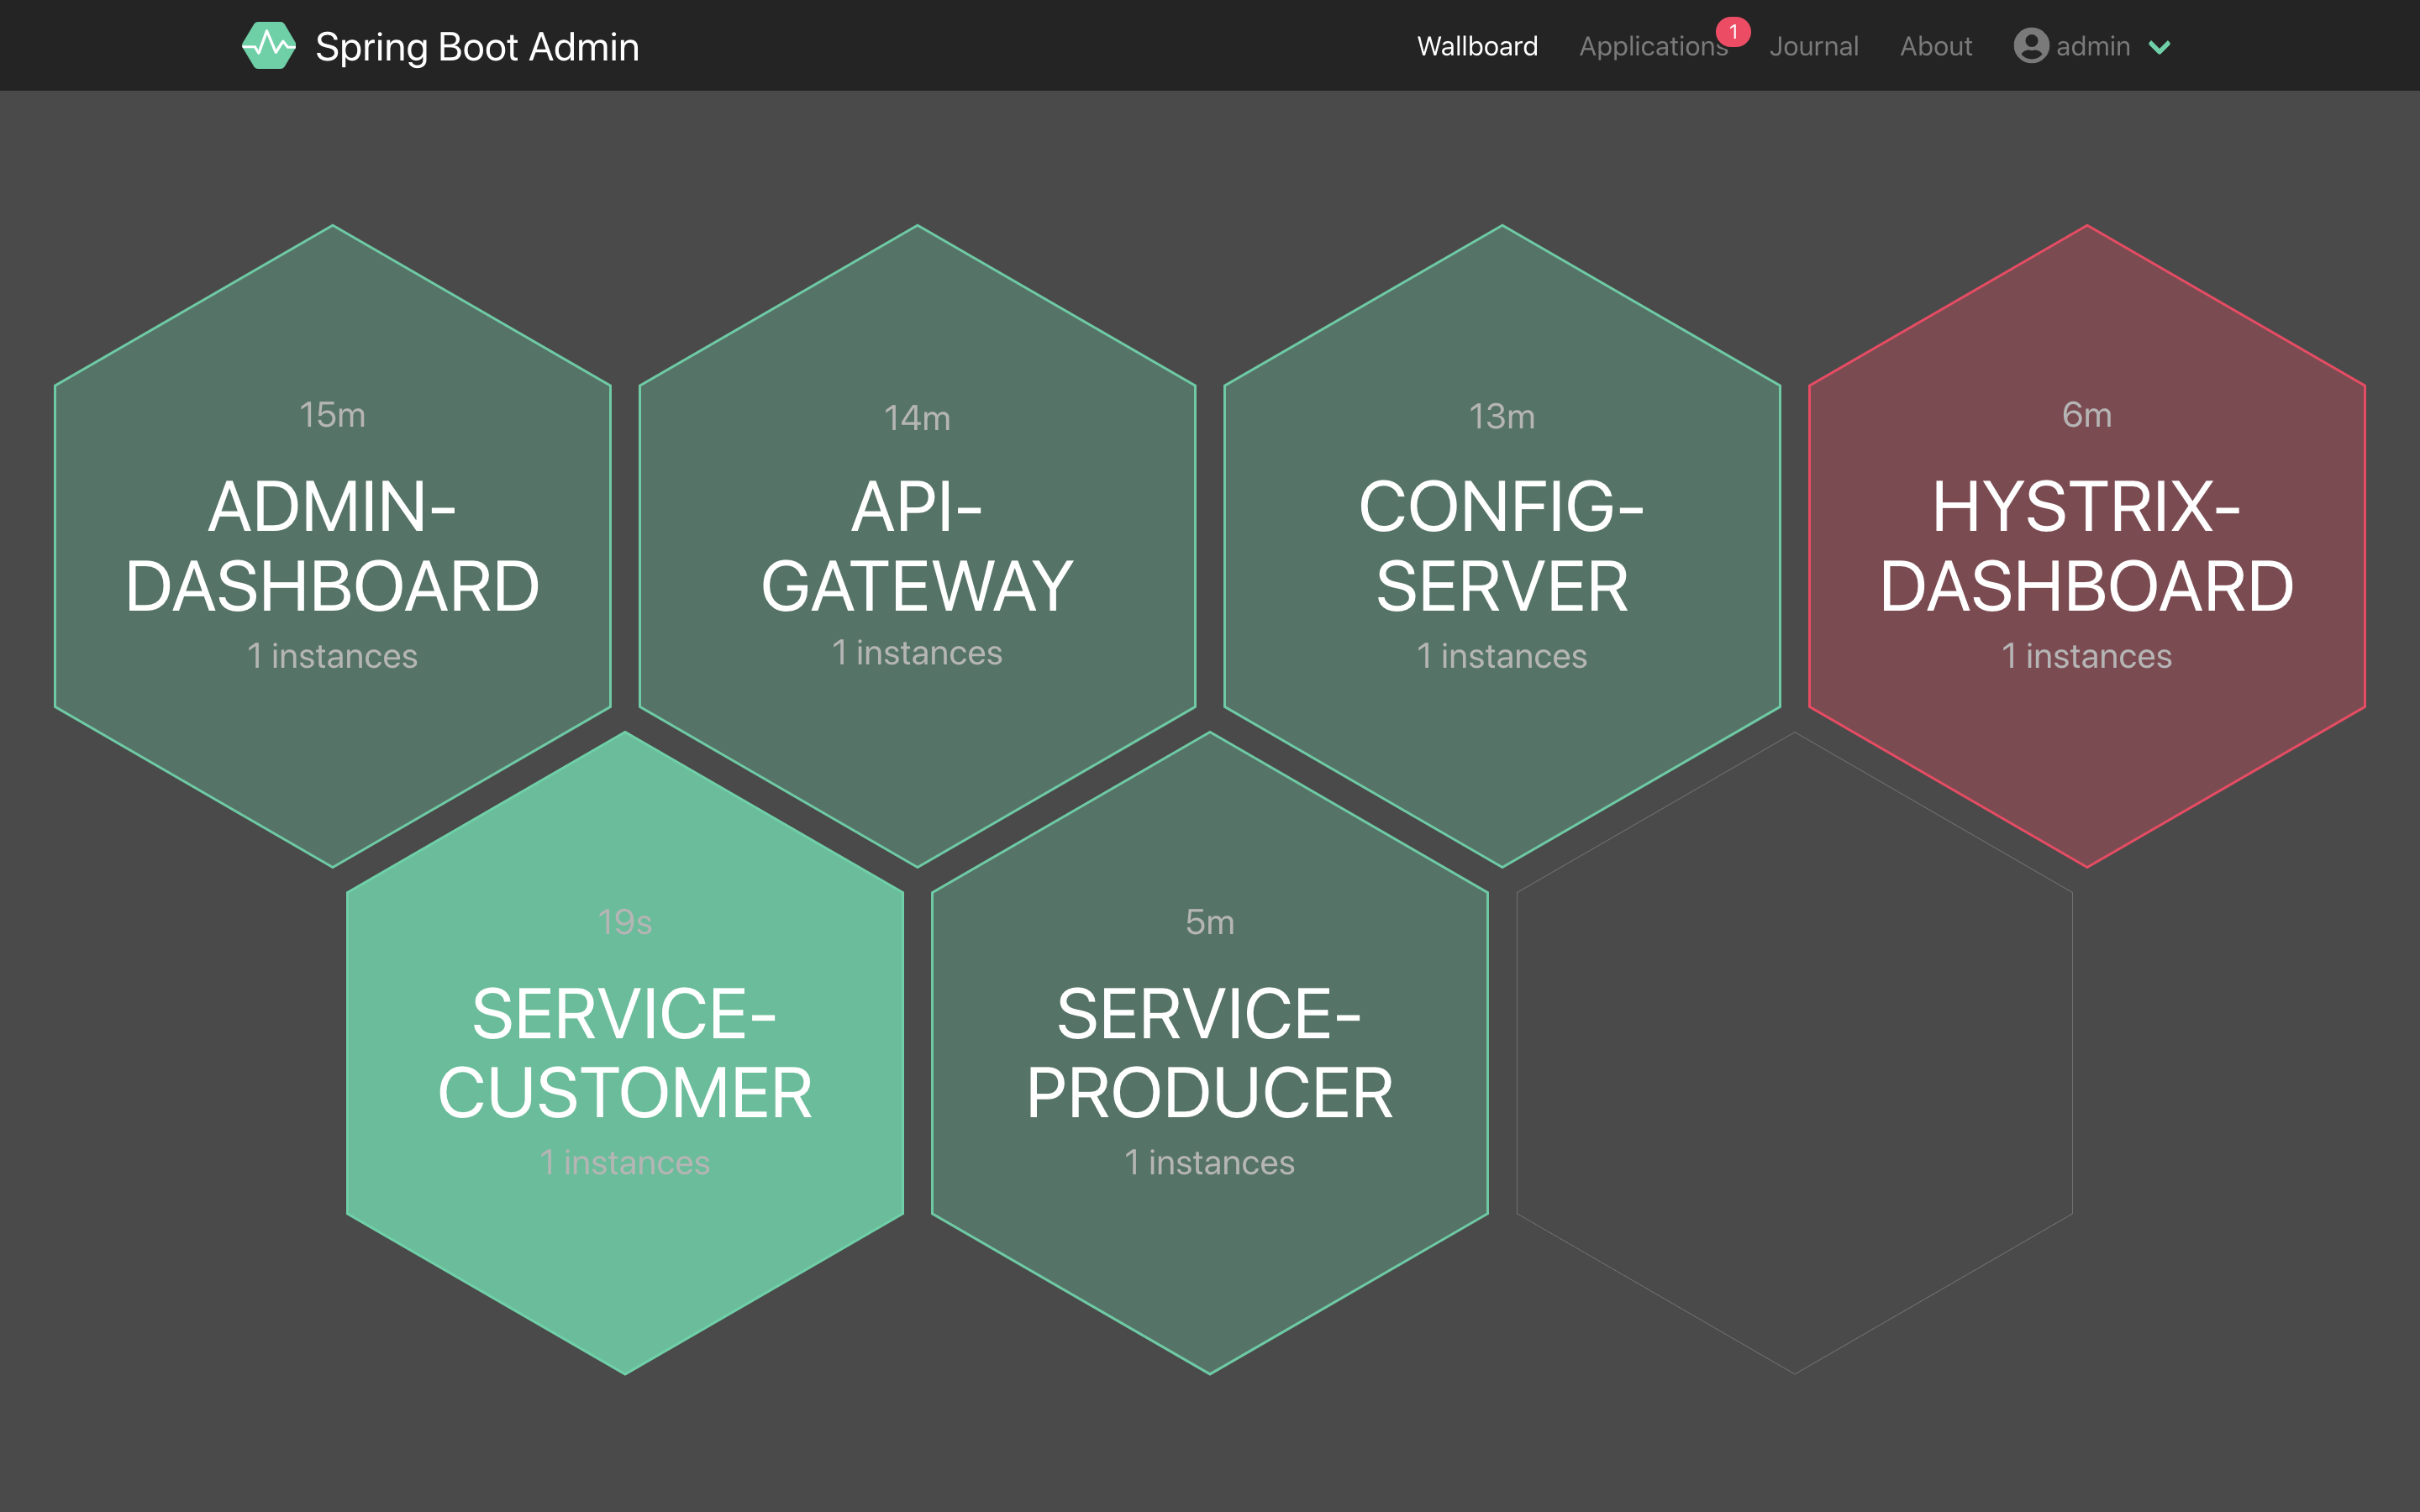 Spring Boot Admin
Wallboard
Applications
1
Journal
About
admin
15m
ADMIN-
DASHBOARD
1 instances
14m
API-
GATEWAY
1 instances
13m
CONFIG-
SERVER
1 instances
6m
HYSTRIX-
DASHBOARD
1 instances
19s
SERVICE-
CUSTOMER
1 instances
5m
SERVICE-
PRODUCER
1 instances